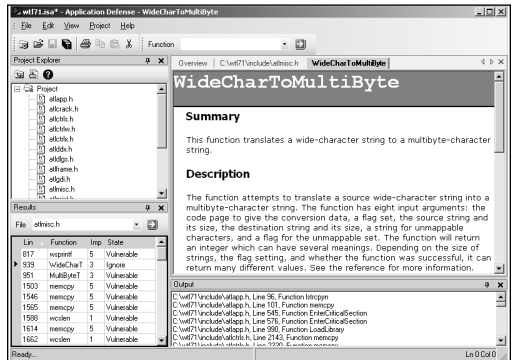 wtl71.isa* - Application Defense - WideCharToMultiByte
File Edit View Project Help
Function
Project Explorer
Project
atlapp.h
atlcrack.h
atlctrls.h
atlctrlw.h
atlctrlx.h
atlddx.h
atldlgs.h
atlframe.h
atlgdi.h
atlmisc.h
Results
File atlmisc.h
Lin Function Imp State
817 wsprintf 5 Vulnerable
939 WideCharT 3 Ignore
951 MultiByteT 3 Vulnerable
1503 memcpy 5 Vulnerable
1546 memcpy 5 Vulnerable
1565 memcpy 5 Vulnerable
1588 wcslen 1 Vulnerable
1614 memcpy 5 Vulnerable
1662 wcslen 1 Vulnerable
Overview C:\wtl71\include\atlmisc.h WideCharToMultiByte
WideCharToMultiByte
Summary
This function translates a wide-character string to a multibyte-character
string.
Description
The function attempts to translate a source wide-character string into a
multibyte-character string. The function has eight input arguments: the
code page to give the conversion data, a flag set, the source string and
its size, the destination string and its size, a string for unmappable
characters, and a flag for the unmappable set. The function will return
an integer which can have several meanings. Depending on the size of
strings, the flag setting, and whether the function was successful, it can
return many different values. See the reference for more information.
Output
C:\wtl71\include\atlapp.h, Line 96, Function lstrcpyn
C:\wtl71\include\atlapp.h, Line 101, Function memcpy
C:\wtl71\include\atlapp.h, Line 545, Function EnterCriticalSection
C:\wtl71\include\atlapp.h, Line 576, Function EnterCriticalSection
C:\wtl71\include\atlapp.h, Line 990, Function LoadLibrary
C:\wtl71\include\atlctrls.h, Line 2143, Function memcpy
Ready...
Ln 0 Col 0